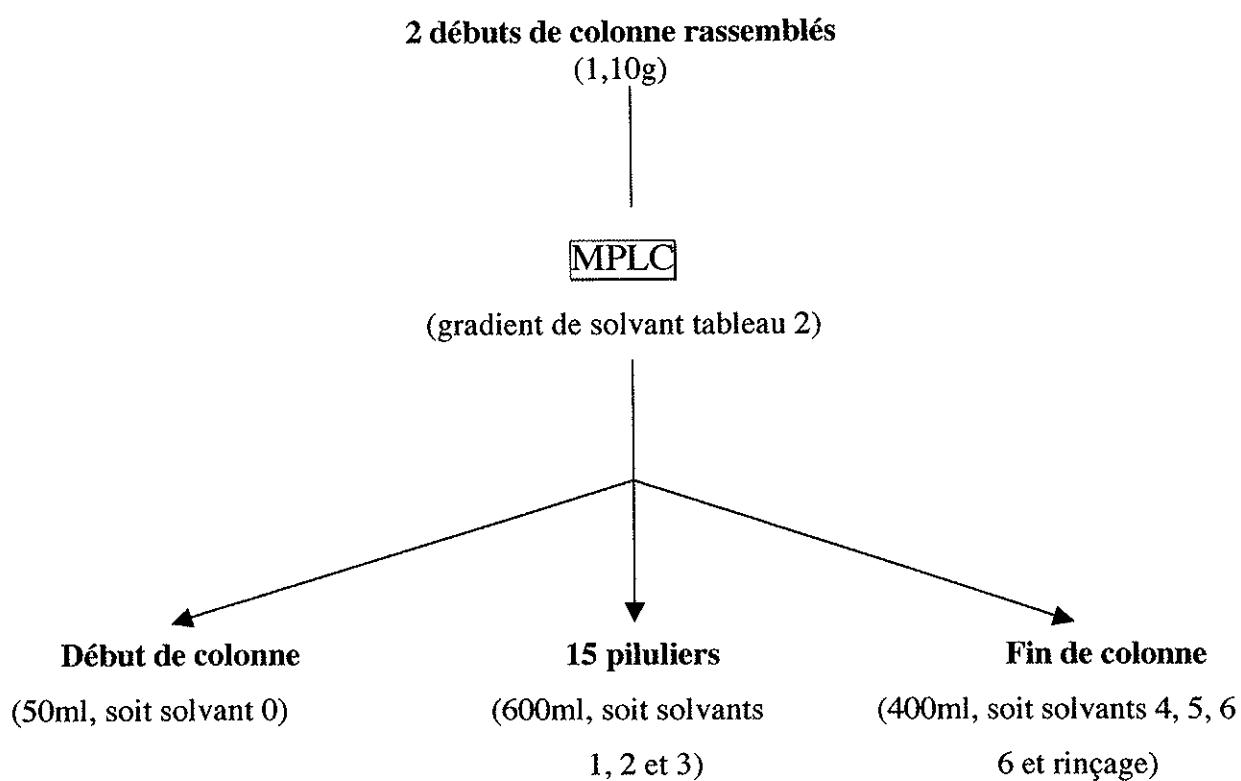 2 débuts de colonne rassemblés
(1,10g)
MPLC
(gradient de solvant tableau 2)
Début de colonne
(50ml, soit solvant 0)
15 piluliers
(600ml, soit solvants
1, 2 et 3)
Fin de colonne
(400ml, soit solvants 4, 5, 6
6 et rinçage)